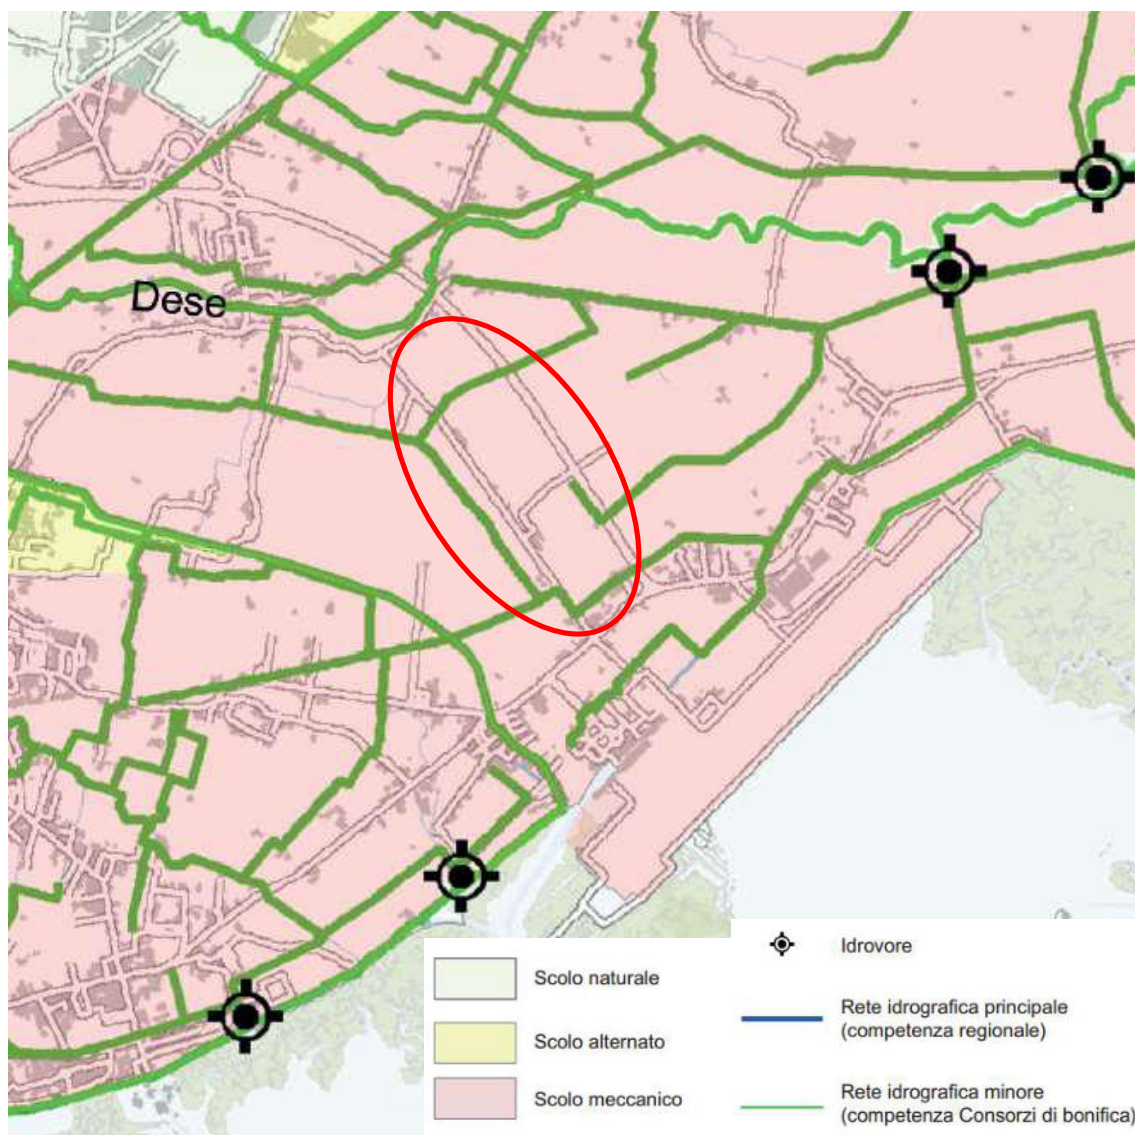 Dese
Scolo naturale
Scolo alternato
Scolo meccanico
Idrovore
Rete idrografica principale
(competenza regionale)
Rete idrografica minore
(competenza Consorzi di bonifica)